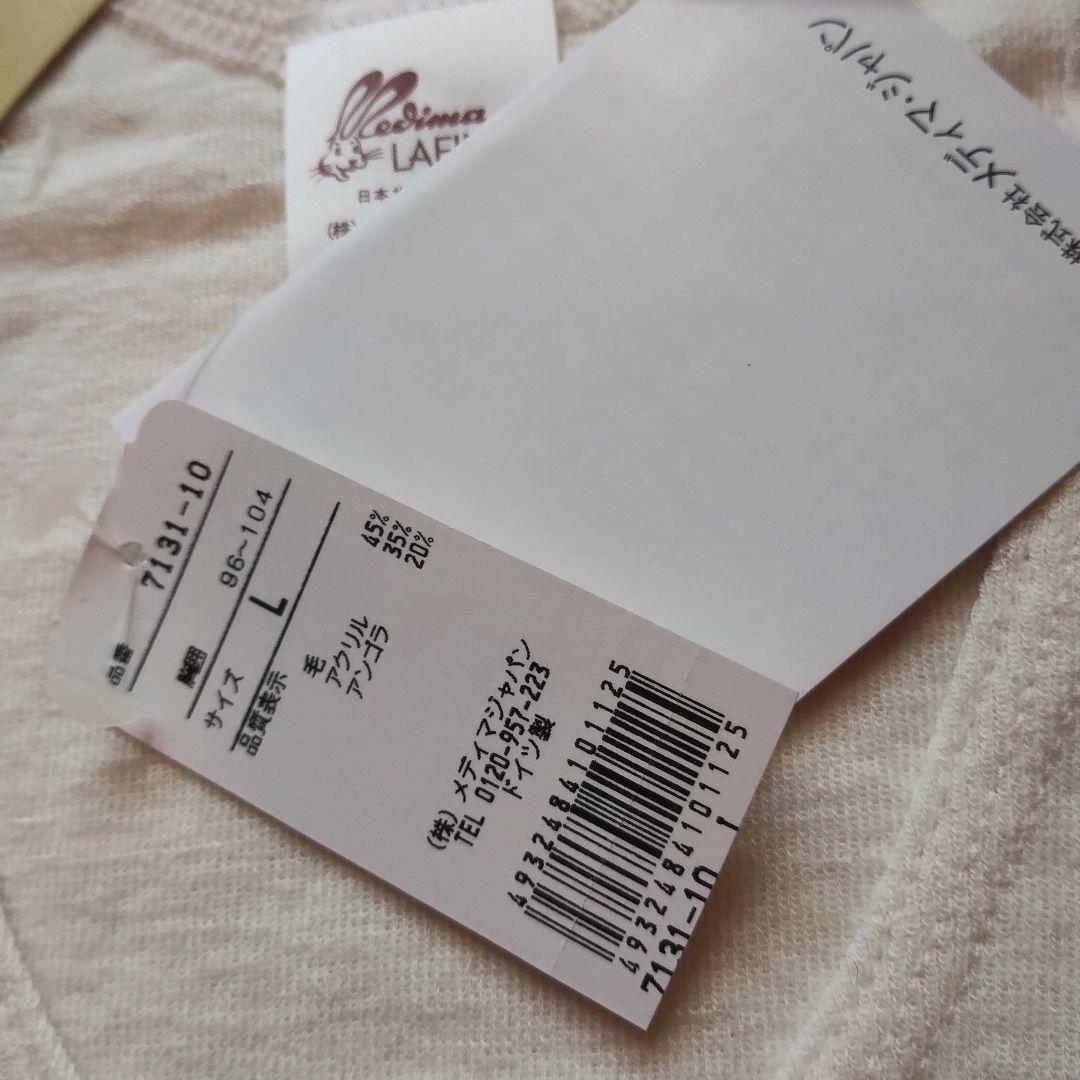 Medima
LAF
日本
(株)
株式会社 メディマ.ジャパン
品番 7131-10
胸囲 96~104
サイズ L
品質表示
毛 45%
アクリル 35%
アンゴラ 20%
(株) メディマジャパン
TEL 0120-957-223
ドイツ製
4932484101125
4932484101125
7131-10